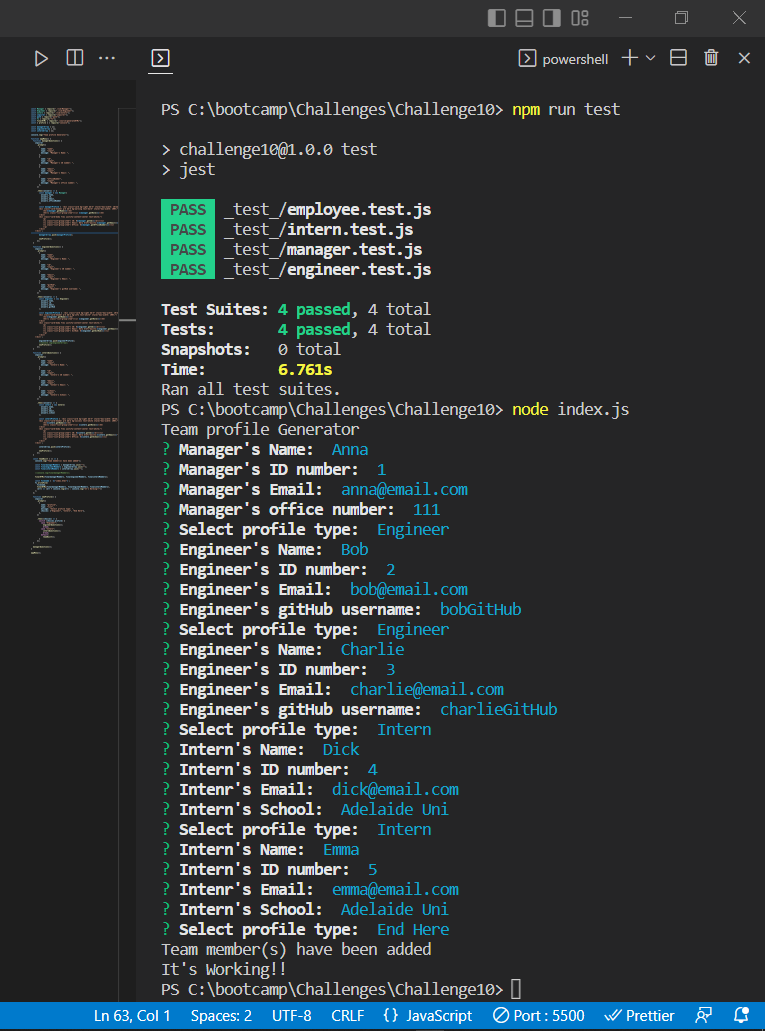 powershell
PS C:\bootcamp\Challenges\Challenge10> npm run test
> challenge10@1.0.0 test
> jest
PASS _test_/employee.test.js
PASS _test_/intern.test.js
PASS _test_/manager.test.js
PASS _test_/engineer.test.js
Test Suites: 4 passed, 4 total
Tests: 4 passed, 4 total
Snapshots: 0 total
Time: 6.761s
Ran all test suites.
PS C:\bootcamp\Challenges\Challenge10> node index.js
Team profile Generator
? Manager's Name: Anna
? Manager's ID number: 1
? Manager's Email: anna@email.com
? Manager's office number: 111
? Select profile type: Engineer
? Engineer's Name: Bob
? Engineer's ID number: 2
? Engineer's Email: bob@email.com
? Engineer's gitHub username: bobGitHub
? Select profile type: Engineer
? Engineer's Name: Charlie
? Engineer's ID number: 3
? Engineer's Email: charlie@email.com
? Engineer's gitHub username: charlieGitHub
? Select profile type: Intern
? Intern's Name: Dick
? Intern's ID number: 4
? Intenr's Email: dick@email.com
? Intern's School: Adelaide Uni
? Select profile type: Intern
? Intern's Name: Emma
? Intern's ID number: 5
? Intenr's Email: emma@email.com
? Intern's School: Adelaide Uni
? Select profile type: End Here
Team member(s) have been added
It's Working!!
PS C:\bootcamp\Challenges\Challenge10>
Ln 63, Col 1 Spaces: 2 UTF-8 CRLF {} JavaScript Port : 5500 Prettier